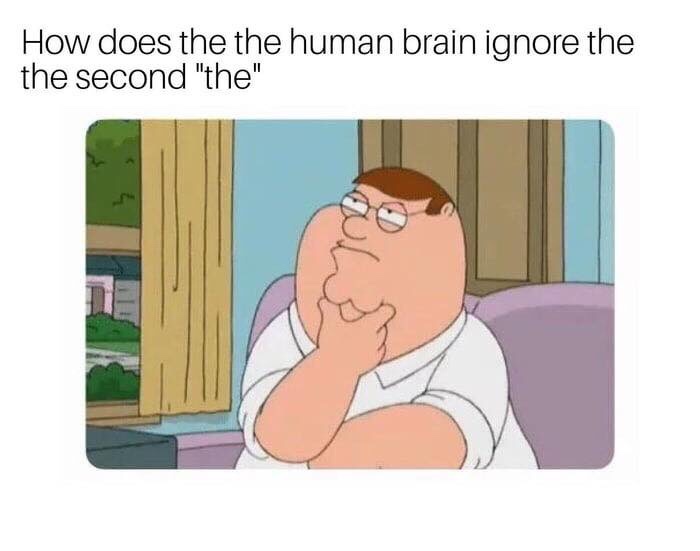 How does the the human brain ignore the
the second "the"